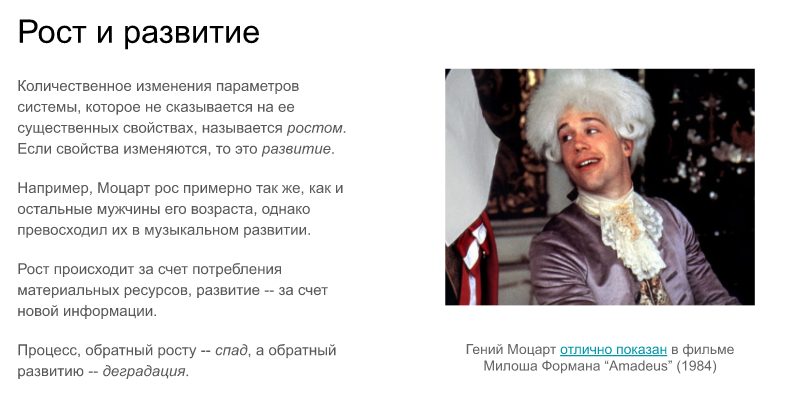 Рост и развитие
Количественное изменения параметров
системы, которое не сказывается на ее
существенных свойствах, называется ростом.
Если свойства изменяются, то это развитие.
Например, Моцарт рос примерно так же, как и
остальные мужчины его возраста, однако
превосходил их в музыкальном развитии.
Рост происходит за счет потребления
материальных ресурсов, развитие -- за счет
новой информации.
Процесс, обратный росту -- спад, а обратный
развитию -- деградация.
Гений Моцарт отлично показан в фильме
Милоша Формана “Amadeus” (1984)